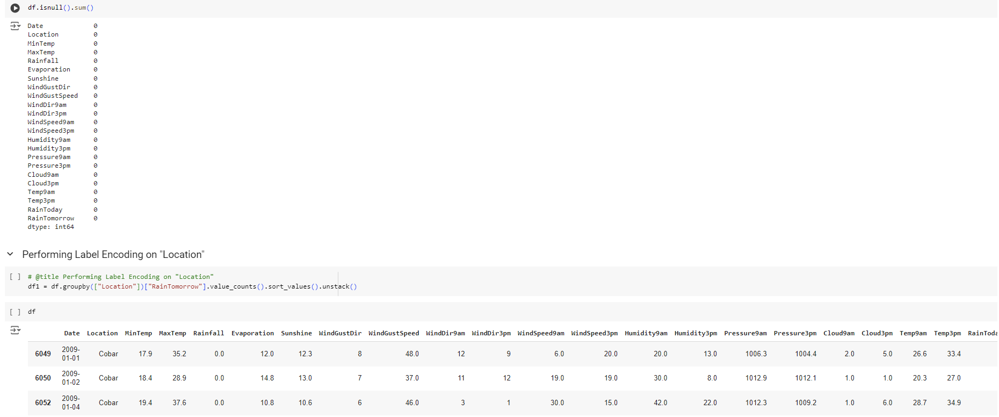 df.isnull().sum()
Date 0
Location 0
MinTemp 0
MaxTemp 0
Rainfall 0
Evaporation 0
Sunshine 0
WindGustDir 0
WindGustSpeed 0
WindDir9am 0
WindDir3pm 0
WindSpeed9am 0
WindSpeed3pm 0
Humidity9am 0
Humidity3pm 0
Pressure9am 0
Pressure3pm 0
Cloud9am 0
Cloud3pm 0
Temp9am 0
Temp3pm 0
RainToday 0
RainTomorrow 0
dtype: int64
Performing Label Encoding on "Location"
[ ] # @title Performing Label Encoding on "Location"
df1 = df.groupby(["Location"])["RainTomorrow"].value_counts().sort_values().unstack()
[ ] df
Date Location MinTemp MaxTemp Rainfall Evaporation Sunshine WindGustDir WindGustSpeed WindDir9am WindDir3pm WindSpeed9am WindSpeed3pm Humidity9am Humidity3pm Pressure9am Pressure3pm Cloud9am Cloud3pm Temp9am Temp3pm RainToda
6049 2009-01-01 Cobar 17.9 35.2 0.0 12.0 12.3 8 48.0 12 9 6.0 20.0 20.0 13.0 1006.3 1004.4 2.0 5.0 26.6 33.4
6050 2009-01-02 Cobar 18.4 28.9 0.0 14.8 13.0 7 37.0 11 12 19.0 19.0 30.0 8.0 1012.9 1012.1 1.0 1.0 20.3 27.0
6052 2009-01-04 Cobar 19.4 37.6 0.0 10.8 10.6 6 46.0 3 1 30.0 15.0 42.0 22.0 1012.3 1009.2 1.0 6.0 28.7 34.9